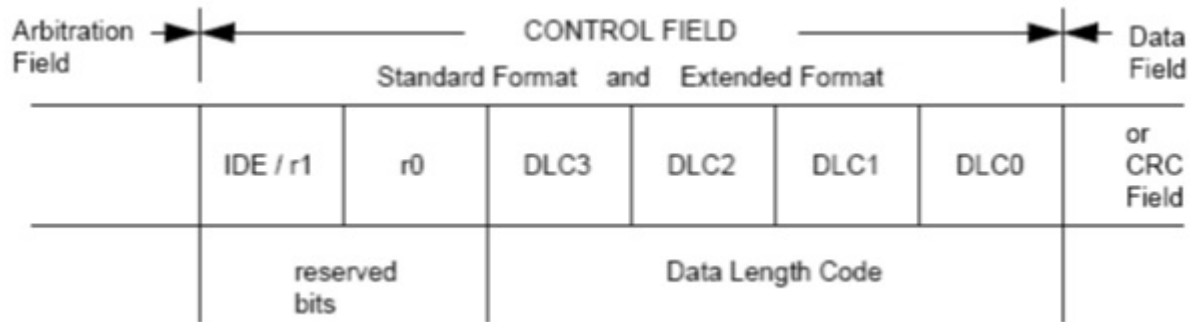 Arbitration
Field
CONTROL FIELD
Data
Field
Standard Format and Extended Format
IDE / r1
r0
DLC3
DLC2
DLC1
DLC0
or
CRC
Field
reserved
bits
Data Length Code